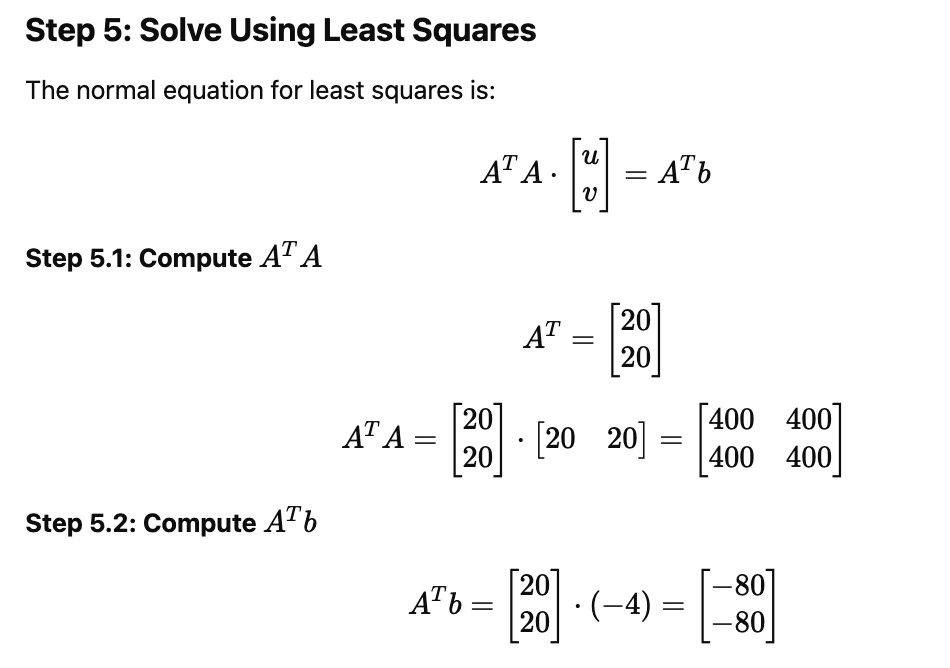 Step 5: Solve Using Least Squares
The normal equation for least squares is:
$A^T A \cdot \begin{bmatrix} u \\ v \end{bmatrix} = A^T b$
Step 5.1: Compute $A^T A$
$A^T = \begin{bmatrix} 20 \\ 20 \end{bmatrix}$
$A^T A = \begin{bmatrix} 20 \\ 20 \end{bmatrix} \cdot \begin{bmatrix} 20 & 20 \end{bmatrix} = \begin{bmatrix} 400 & 400 \\ 400 & 400 \end{bmatrix}$
Step 5.2: Compute $A^T b$
$A^T b = \begin{bmatrix} 20 \\ 20 \end{bmatrix} \cdot (-4) = \begin{bmatrix} -80 \\ -80 \end{bmatrix}$